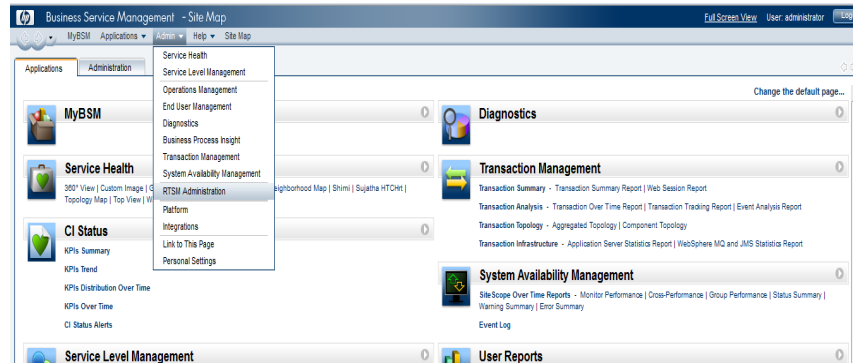 Business Service Management - Site Map
Full Screen View User: administrator Log
MyBSM Applications Admin Help Site Map
Applications Administration
Service Health
Service Level Management
Operations Management
End User Management
Diagnostics
Business Process Insight
Transaction Management
System Availability Management
RTSM Administration
Platform
Integrations
Link to This Page
Personal Settings
Change the default page...
MyBSM
Service Health
360° View | Custom Image | G
eighborhood Map | Shimi | Sujatha HTCHrt |
Topology Map | Top View | W
CI Status
KPIs Summary
KPIs Trend
KPIs Distribution Over Time
KPIs Over Time
CI Status Alerts
Service Level Management
Diagnostics
Transaction Management
Transaction Summary - Transaction Summary Report | Web Session Report
Transaction Analysis - Transaction Over Time Report | Transaction Tracking Report | Event Analysis Report
Transaction Topology - Aggregated Topology | Component Topology
Transaction Infrastructure - Application Server Statistics Report | WebSphere MQ and JMS Statistics Report
System Availability Management
SiteScope Over Time Reports - Monitor Performance | Cross-Performance | Group Performance | Status Summary |
Warning Summary | Error Summary
Event Log
User Reports